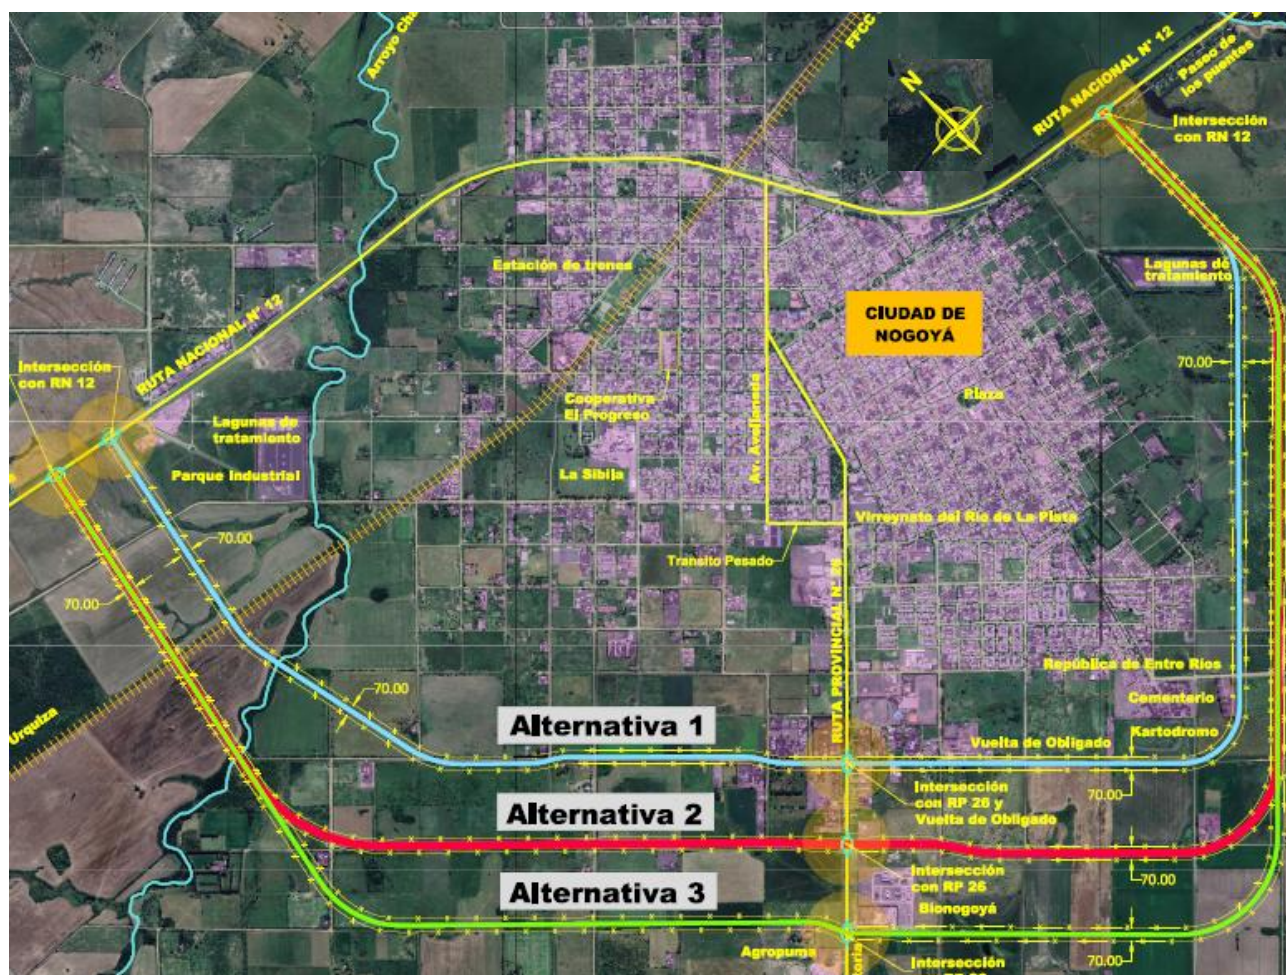 Arroyo Cha
FFCC
RUTA NACIONAL N° 12
Paseo de
los puentes
N
Intersección
con RN 12
Lagunas de
tratamiento
Estación de trenes
CIUDAD DE
NOGOYÁ
RUTA NACIONAL N° 12
Intersección
con RN 12
70.00
Cooperativa
El Progreso
Av. Avellaneda
Plaza
Lagunas de
tratamiento
Parque Industrial
La Sibila
Virreynato del Río de La Plata
70.00
Transito Pesado
70.00
RUTA PROVINCIAL N° 26
República de Entre Ríos
70.00
Cementerio
Urquiza
Alternativa 1
Vuelta de Obligado
Kartodromo
70.00
Intersección
con RP 26 y
Vuelta de Obligado
Alternativa 2
Intersección
con RP 26
70.00
Alternativa 3
Bionogoyá
Agropuma
toria
70.00
Intersección